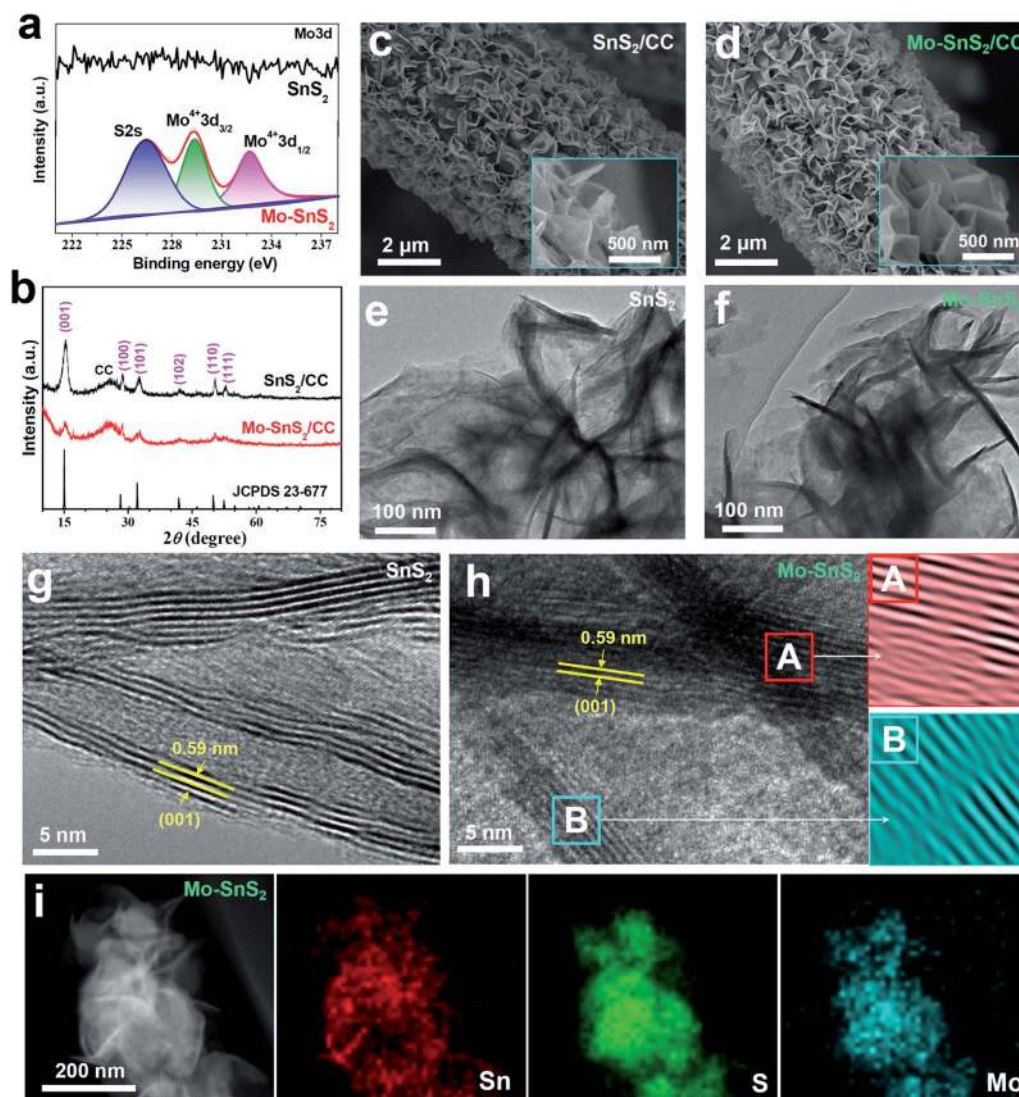 a
Mo3d
SnS₂
S2s
Mo⁴⁺3d₃/₂
Mo⁴⁺3d₁/₂
Mo-SnS₂
Intensity (a.u.)
222 225 228 231 234 237
Binding energy (eV)
b
(001)
CC
(100)
(101)
(102)
(110)
(111)
SnS₂/CC
Mo-SnS₂/CC
JCPDS 23-677
Intensity (a.u.)
15 30 45 60 75
2θ (degree)
c
SnS₂/CC
2 μm
500 nm
d
Mo-SnS₂/CC
2 μm
500 nm
e
SnS₂
100 nm
f
Mo-SnS₂
100 nm
g
SnS₂
0.59 nm
(001)
5 nm
h
Mo-SnS₂
0.59 nm
(001)
A
B
5 nm
A
B
i
Mo-SnS₂
200 nm
Sn
S
Mo